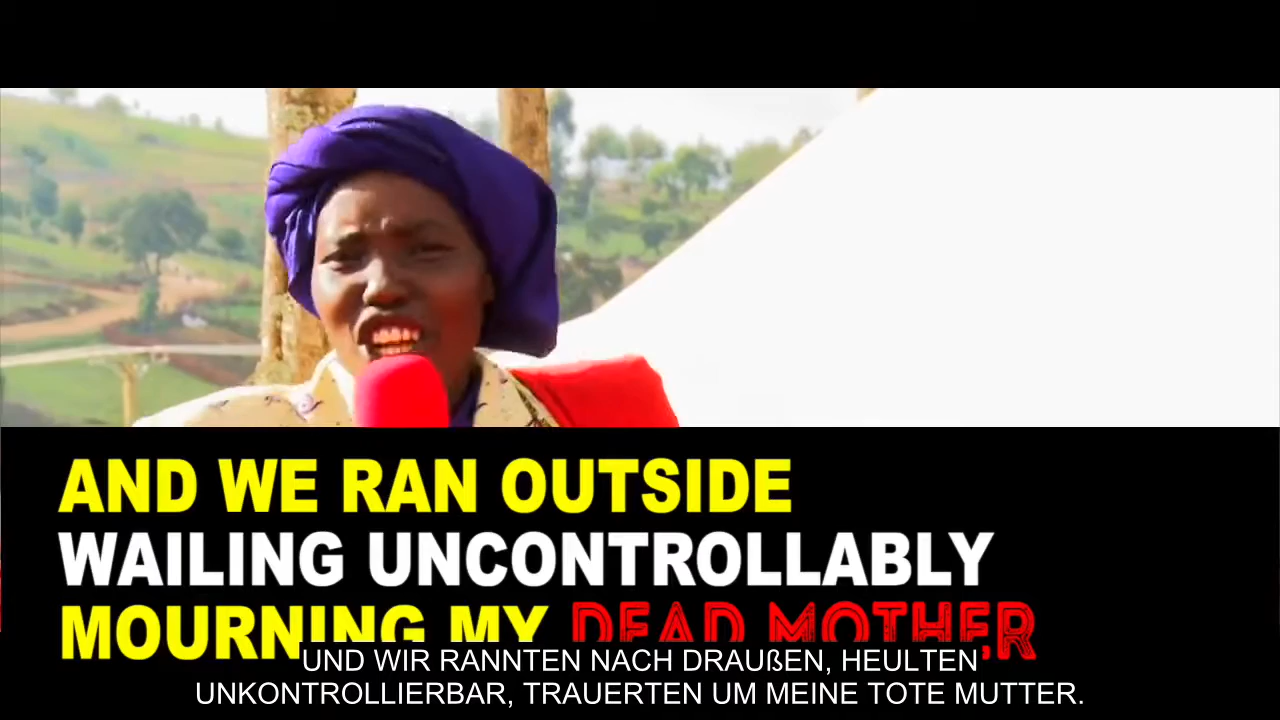 AND WE RAN OUTSIDE
WAILING UNCONTROLLABLY
MOURNING MY DEAD MOTHER
UND WIR RANNTEN NACH DRAUßEN, HEULTEN
UNKONTROLLIERBAR, TRAUERTEN UM MEINE TOTE MUTTER.